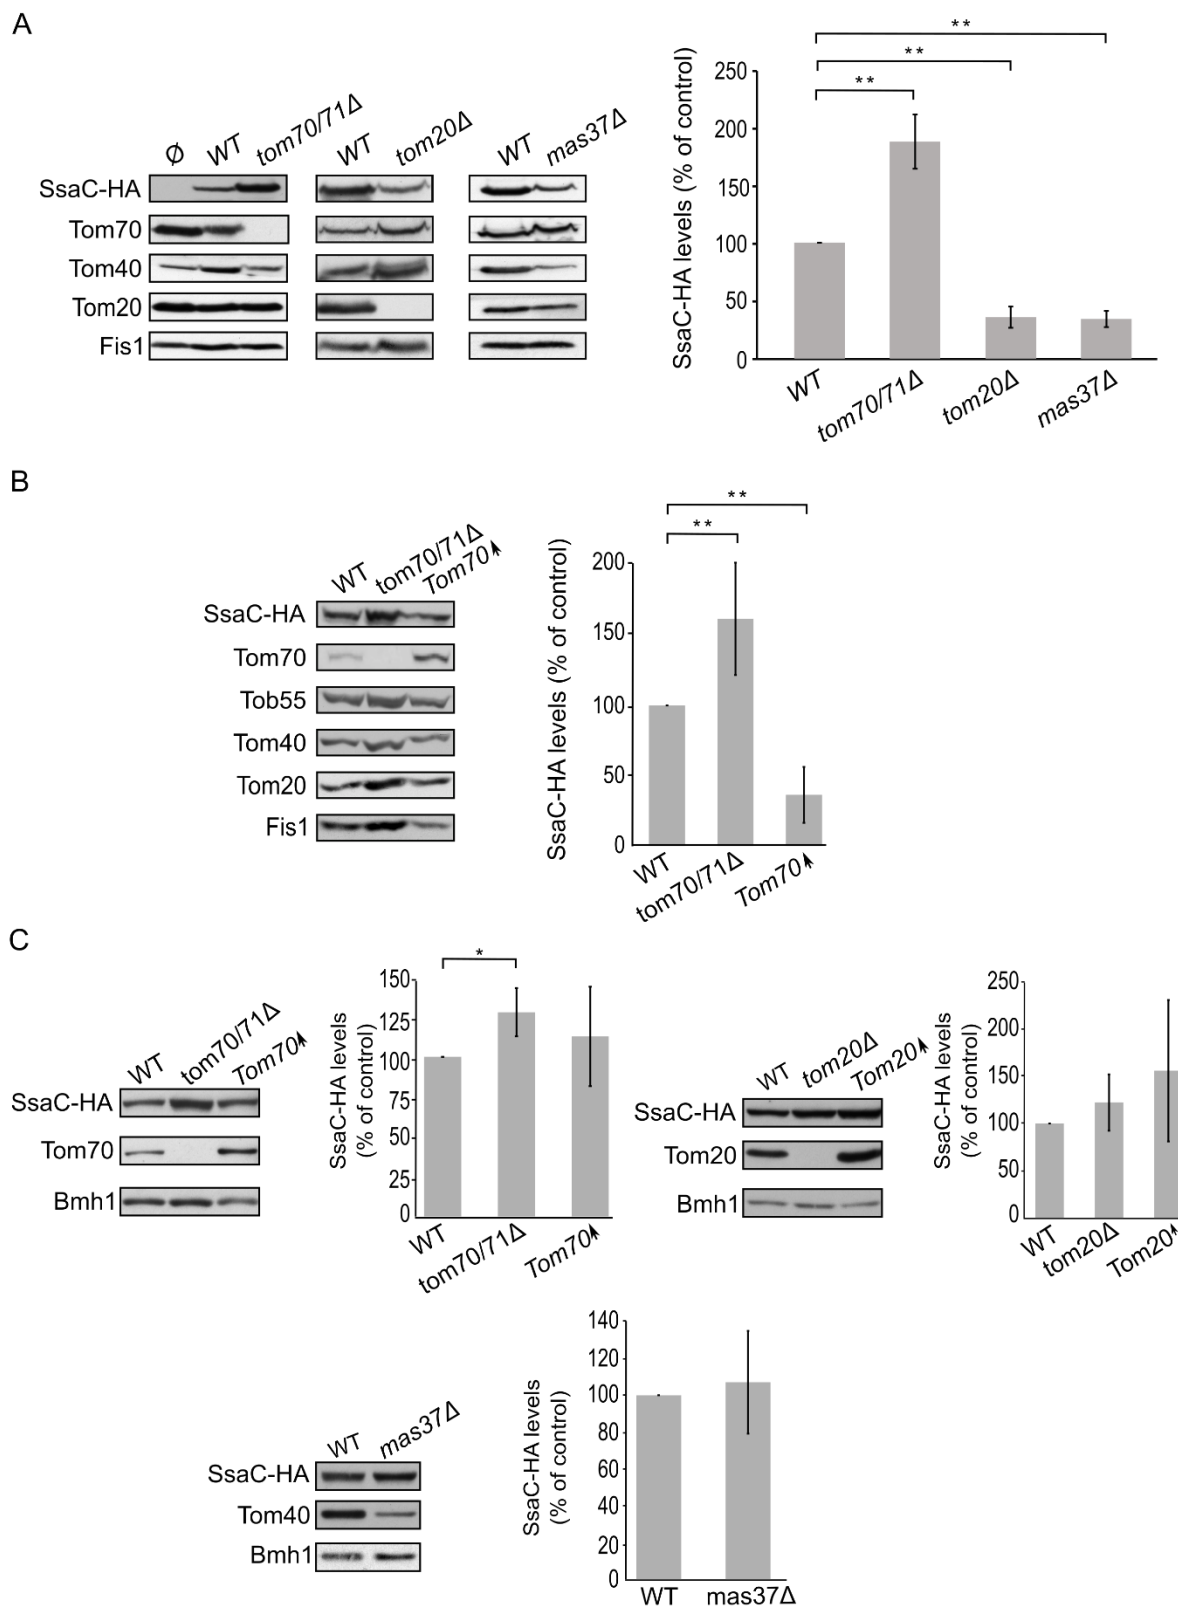 A
Ø WT tom70/71Δ WT tom20Δ WT mas37Δ
SsaC-HA
Tom70
Tom40
Tom20
Fis1
** 
**
**
SsaC-HA levels (% of control)
250
200
150
100
50
0
WT tom70/71Δ tom20Δ mas37Δ
B
WT tom70/71Δ Tom70↑
SsaC-HA
Tom70
Tob55
Tom40
Tom20
Fis1
**
**
SsaC-HA levels (% of control)
200
150
100
50
0
WT tom70/71Δ Tom70↑
C
WT tom70/71Δ Tom70↑
SsaC-HA
Tom70
Bmh1
*
SsaC-HA levels
(% of control)
150
125
100
75
50
25
0
WT tom70/71Δ Tom70↑
WT tom20Δ Tom20↑
SsaC-HA
Tom20
Bmh1
SsaC-HA levels
(% of control)
250
200
150
100
50
0
WT tom20Δ Tom20↑
WT mas37Δ
SsaC-HA
Tom40
Bmh1
SsaC-HA levels
(% of control)
140
120
100
80
60
40
20
0
WT mas37Δ